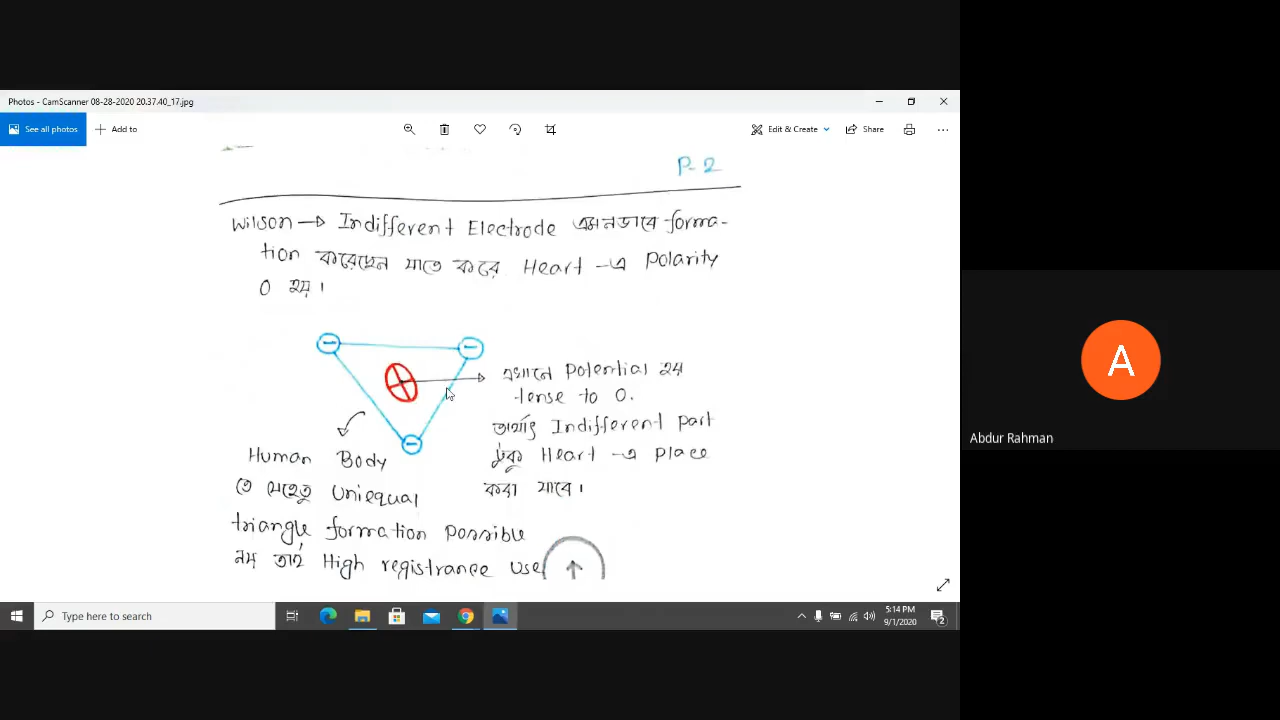 Photos - CamScanner 08-28-2020 20.37.40_17.jpg
See all photos
Add to
Edit & Create
Share
P-2
Wilson → Indifferent Electrode এমনভাবে forma-
tion করেছেন যাতে করে Heart -এ Polarity
0 হয়।
এখানে Potential হয়
tense to 0.
অর্থাৎ Indifferent Part
টুকু Heart -এ Place
করা যাবে।
Human Body
তে যেহেতু Uniequal
triangle formation possible
নয় তাই High registrance use
A
Abdur Rahman
Type here to search
5:14 PM
9/1/2020
2